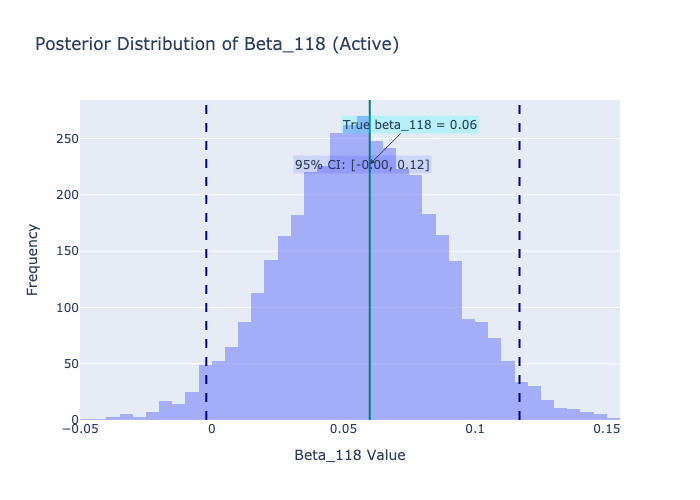 Posterior Distribution of Beta_118 (Active)
True beta_118 = 0.06
95% CI: [-0.00, 0.12]
250
200
150
100
50
0
Frequency
−0.05
0
0.05
0.1
0.15
Beta_118 Value